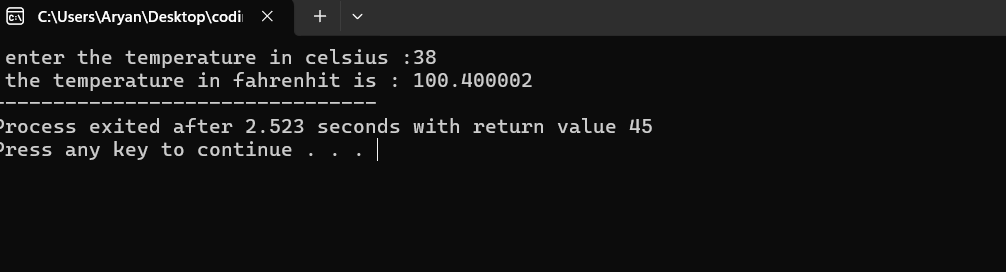 C:\Users\Aryan\Desktop\codi
enter the temperature in celsius :38
the temperature in fahrenhit is : 100.400002
--------------------------------
Process exited after 2.523 seconds with return value 45
Press any key to continue . . .